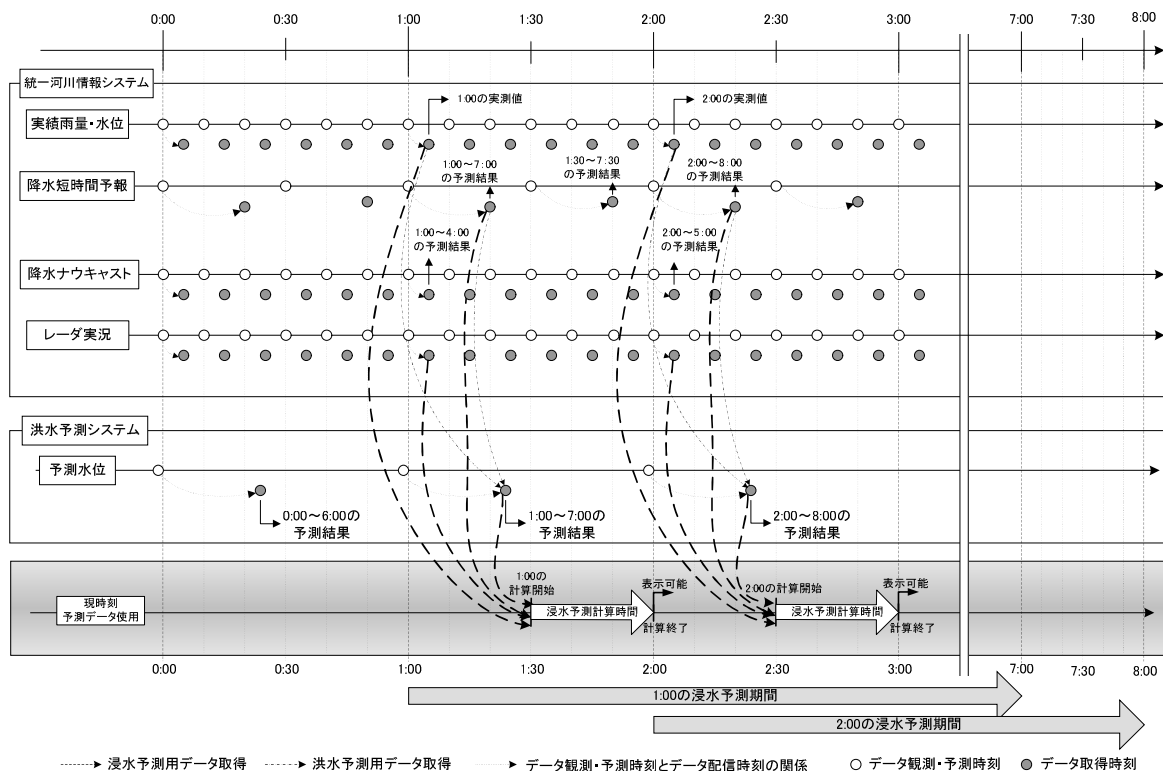 0:00 0:30 1:00 1:30 2:00 2:30 3:00 7:00 7:30 8:00
統一河川情報システム
1:00の実測値
2:00の実測値
実績雨量・水位
1:00～7:00
の予測結果
1:30～7:30
の予測結果
2:00～8:00
の予測結果
降水短時間予報
1:00～4:00
の予測結果
2:00～5:00
の予測結果
降水ナウキャスト
レーダ実況
洪水予測システム
予測水位
0:00～6:00の
予測結果
1:00～7:00の
予測結果
2:00～8:00の
予測結果
1:00の
計算開始
表示可能
2:00の
計算開始
表示可能
現時刻
予測データ使用
浸水予測計算時間
浸水予測計算時間
計算終了
計算終了
0:00 0:30 1:00 1:30 2:00 2:30 3:00 7:00 7:30 8:00
1:00の浸水予測期間
2:00の浸水予測期間
浸水予測用データ取得 洪水予測用データ取得 データ観測・予測時刻とデータ配信時刻の関係 データ観測・予測時刻 データ取得時刻